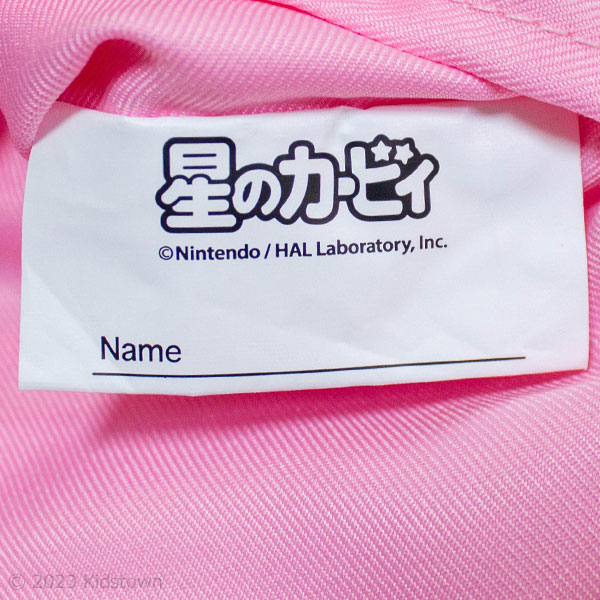 星のカービィ
©Nintendo / HAL Laboratory, Inc.
Name
© 2023 Kidstown